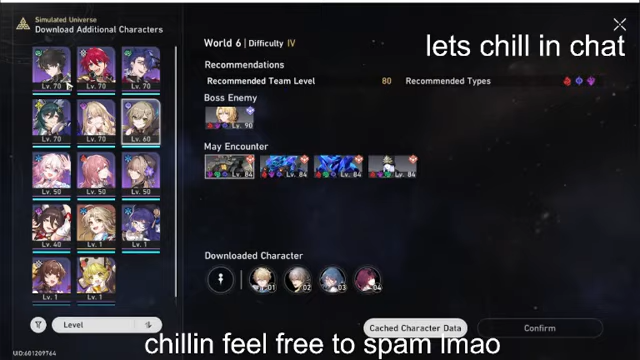 Simulated Universe
Download Additional Characters
World 6 | Difficulty IV
lets chill in chat
Recommendations
Recommended Team Level 80 Recommended Types
Boss Enemy
Lv. 90
May Encounter
Lv. 84 Lv. 84 Lv. 84 Lv. 84
Lv. 70 Lv. 70 Lv. 70
Lv. 70 Lv. 70 Lv. 60
Lv. 50 Lv. 50 Lv. 50
Lv. 40 Lv. 1 Lv. 1
Lv. 1 Lv. 1
Downloaded Character
01 02 03 04
Level
Cached Character Data
Confirm
chillin feel free to spam lmao
UID:601209764